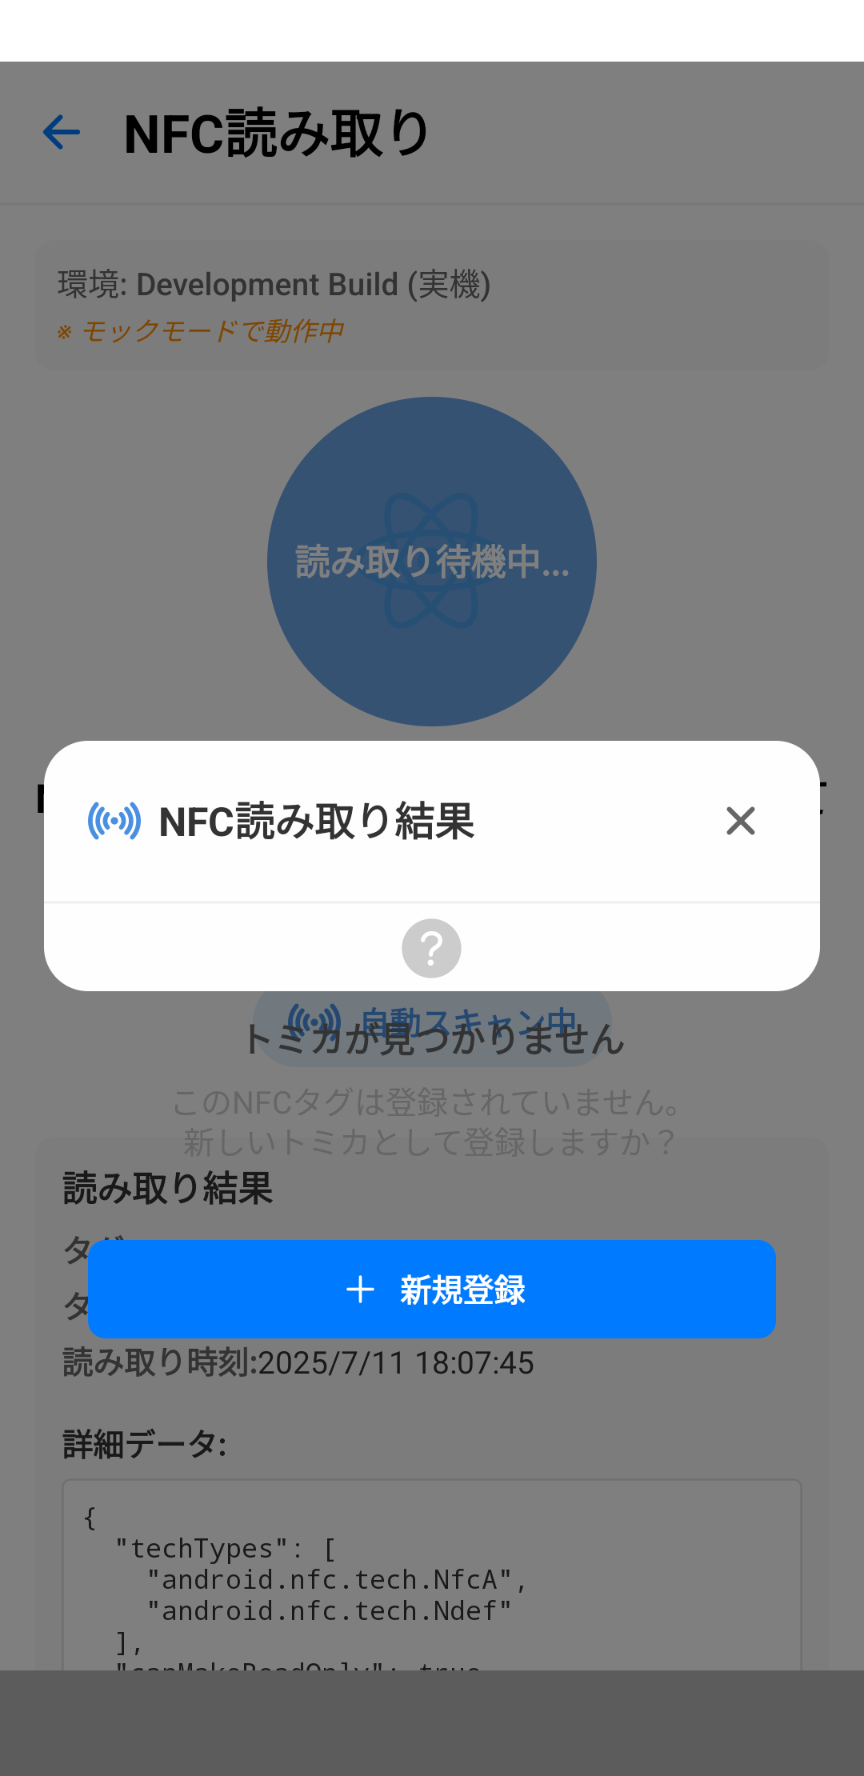 NFC読み取り
環境: Development Build (実機)
※ モックモードで動作中
読み取り待機中...
NFC読み取り結果
?
自動スキャン中
トミカが見つかりません
このNFCタグは登録されていません。
新しいトミカとして登録しますか？
読み取り結果
タグ
タ
新規登録
読み取り時刻:2025/7/11 18:07:45
詳細データ:
{
"techTypes": [
"android.nfc.tech.NfcA",
"android.nfc.tech.Ndef"
],
"canMakeReadOnly": true